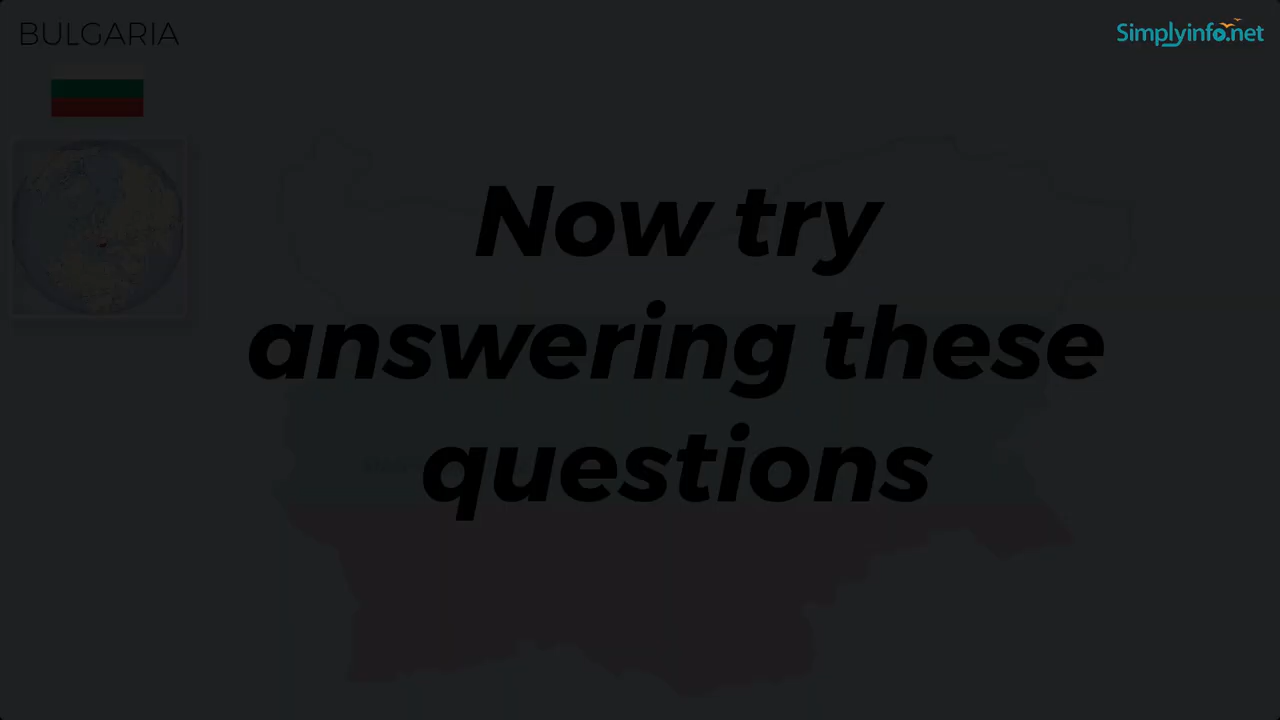 BULGARIA
Simplyinfo.net
Now try
answering these
questions